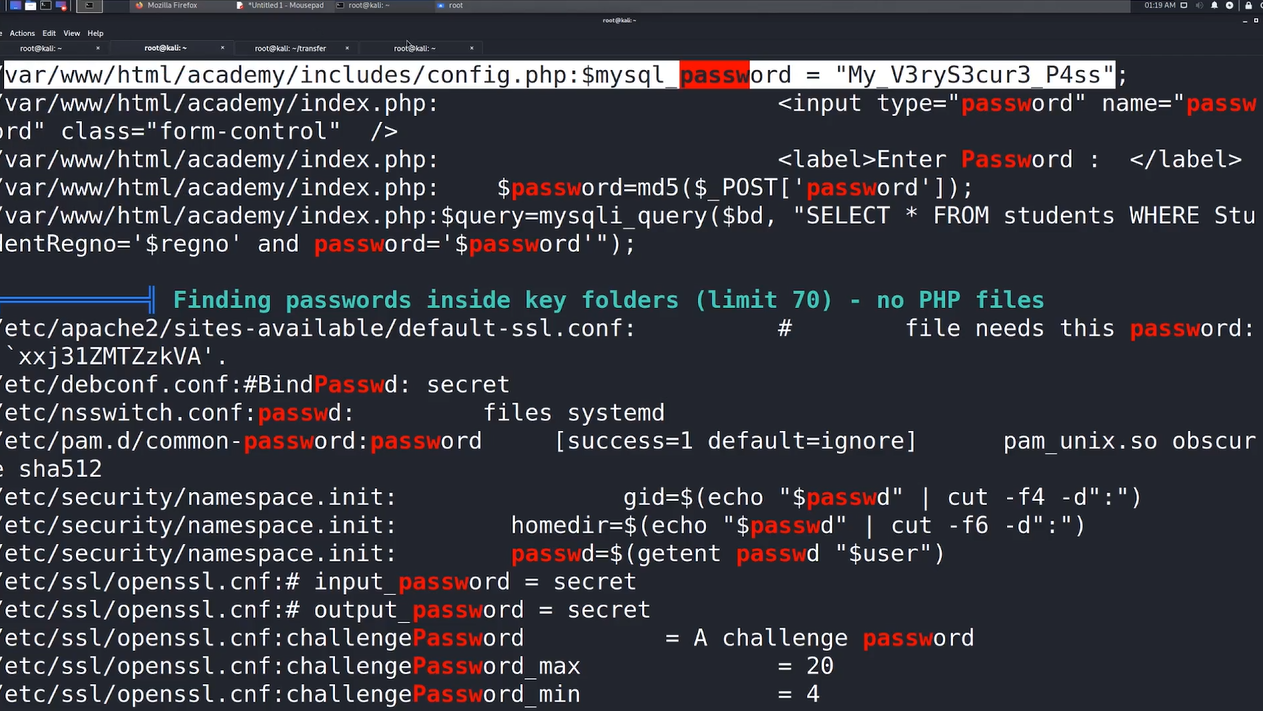 Mozilla Firefox
*Untitled 1 - Mousepad
root@kali: ~
root
01:19 AM
root@kali: ~
Actions Edit View Help
root@kali: ~
root@kali: ~
root@kali: ~/transfer
root@kali: ~
var/www/html/academy/includes/config.php:$mysql_password = "My_V3ryS3cur3_P4ss";
/var/www/html/academy/index.php: <input type="password" name="passw
ord" class="form-control" />
/var/www/html/academy/index.php: <label>Enter Password : </label>
/var/www/html/academy/index.php: $password=md5($_POST['password']);
/var/www/html/academy/index.php:$query=mysqli_query($bd, "SELECT * FROM students WHERE Stu
dentRegno='$regno' and password='$password'");
Finding passwords inside key folders (limit 70) - no PHP files
/etc/apache2/sites-available/default-ssl.conf: # file needs this password:
`xxj31ZMTZzkVA'.
/etc/debconf.conf:#BindPasswd: secret
/etc/nsswitch.conf:passwd: files systemd
/etc/pam.d/common-password:password [success=1 default=ignore] pam_unix.so obscur
e sha512
/etc/security/namespace.init: gid=$(echo "$passwd" | cut -f4 -d":")
/etc/security/namespace.init: homedir=$(echo "$passwd" | cut -f6 -d":")
/etc/security/namespace.init: passwd=$(getent passwd "$user")
/etc/ssl/openssl.cnf:# input_password = secret
/etc/ssl/openssl.cnf:# output_password = secret
/etc/ssl/openssl.cnf:challengePassword = A challenge password
/etc/ssl/openssl.cnf:challengePassword_max = 20
/etc/ssl/openssl.cnf:challengePassword_min = 4